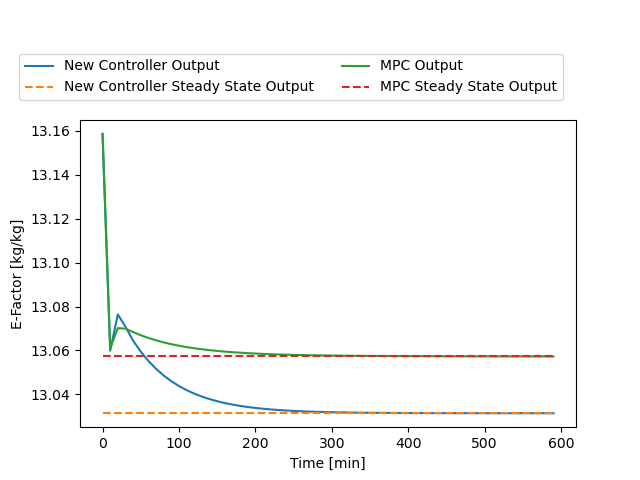 New Controller Output
New Controller Steady State Output
MPC Output
MPC Steady State Output
13.16
13.14
13.12
13.10
13.08
13.06
13.04
E-Factor [kg/kg]
0 100 200 300 400 500 600
Time [min]